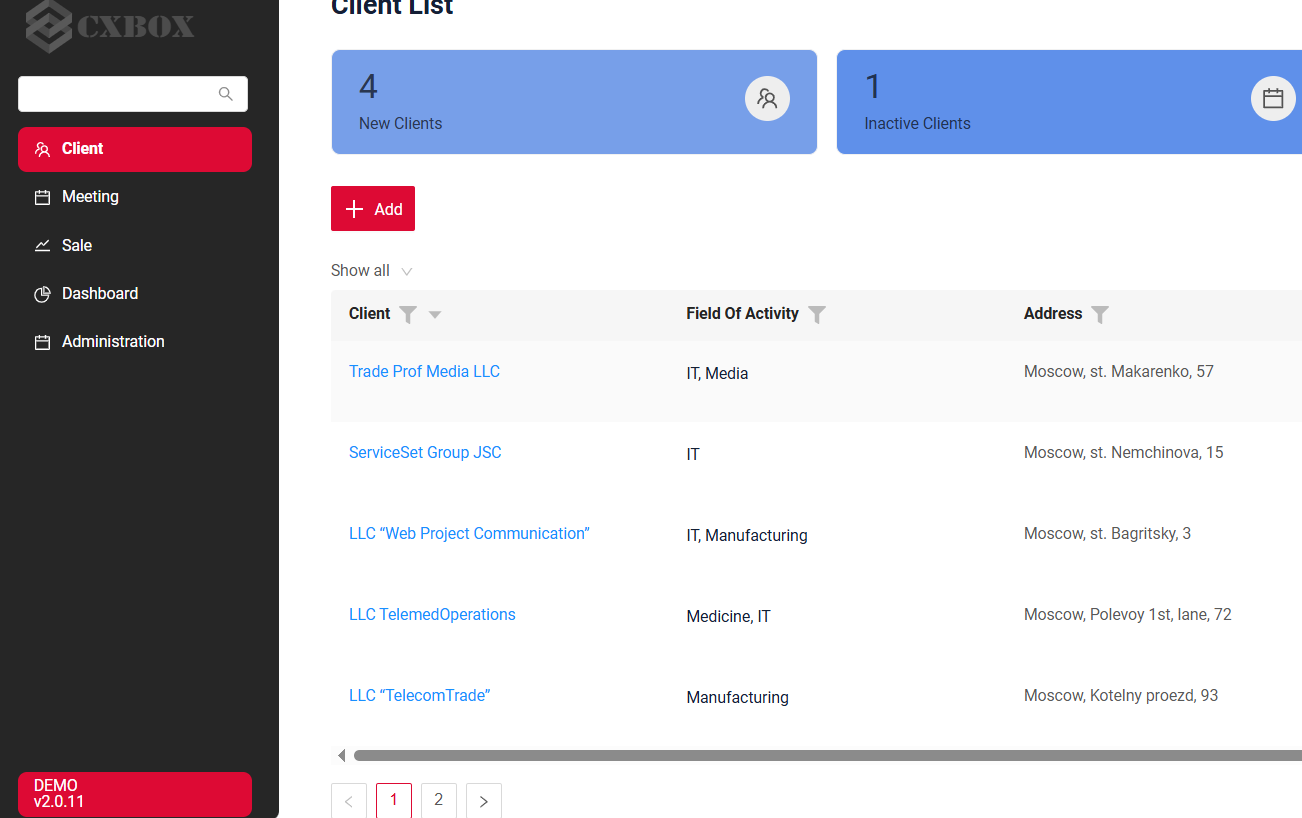 CXBOX
Client
Meeting
Sale
Dashboard
Administration
DEMO
v2.0.11
Client List
4
New Clients
1
Inactive Clients
Add
Show all
Client Field Of Activity Address
Trade Prof Media LLC IT, Media Moscow, st. Makarenko, 57
ServiceSet Group JSC IT Moscow, st. Nemchinova, 15
LLC “Web Project Communication” IT, Manufacturing Moscow, st. Bagritsky, 3
LLC TelemedOperations Medicine, IT Moscow, Polevoy 1st, lane, 72
LLC “TelecomTrade” Manufacturing Moscow, Kotelny proezd, 93
< 1 2 >